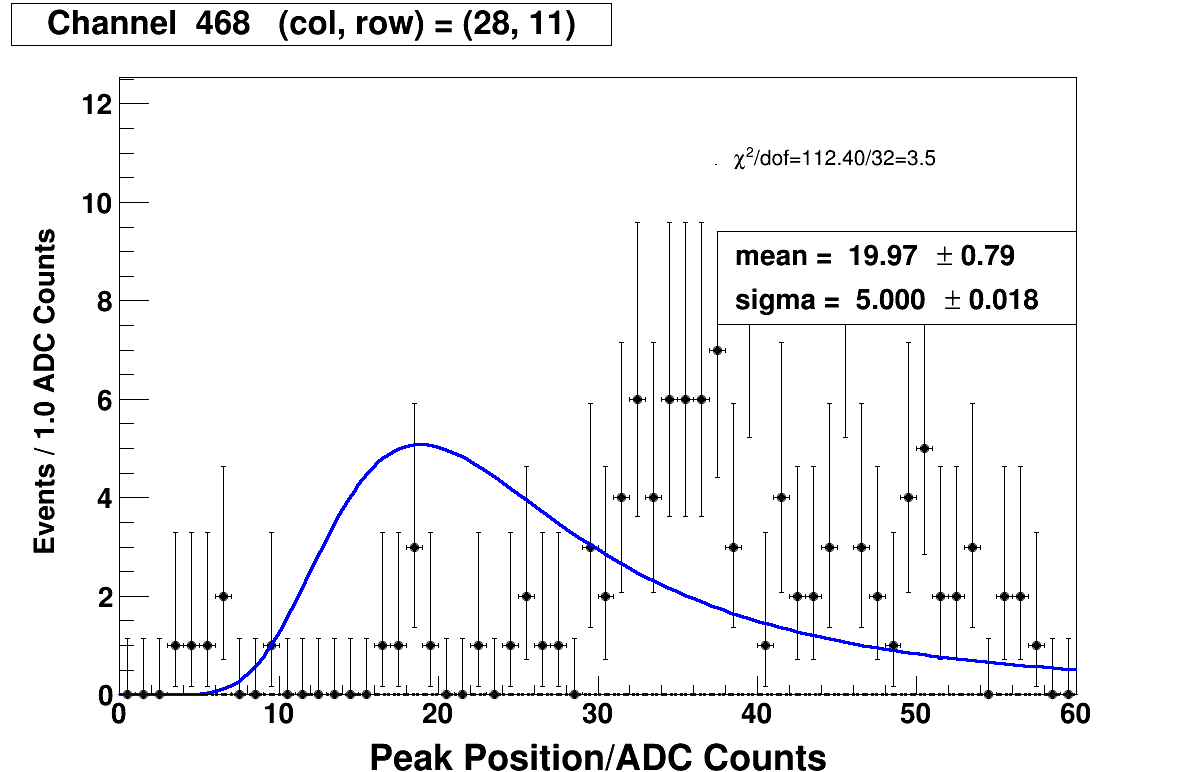 Channel 468 (col, row) = (28, 11)
12
χ²/dof=112.40/32=3.5
10
mean = 19.97 ± 0.79
8
sigma = 5.000 ± 0.018
6
4
2
0
0 10 20 30 40 50 60
Events / 1.0 ADC Counts
Peak Position/ADC Counts